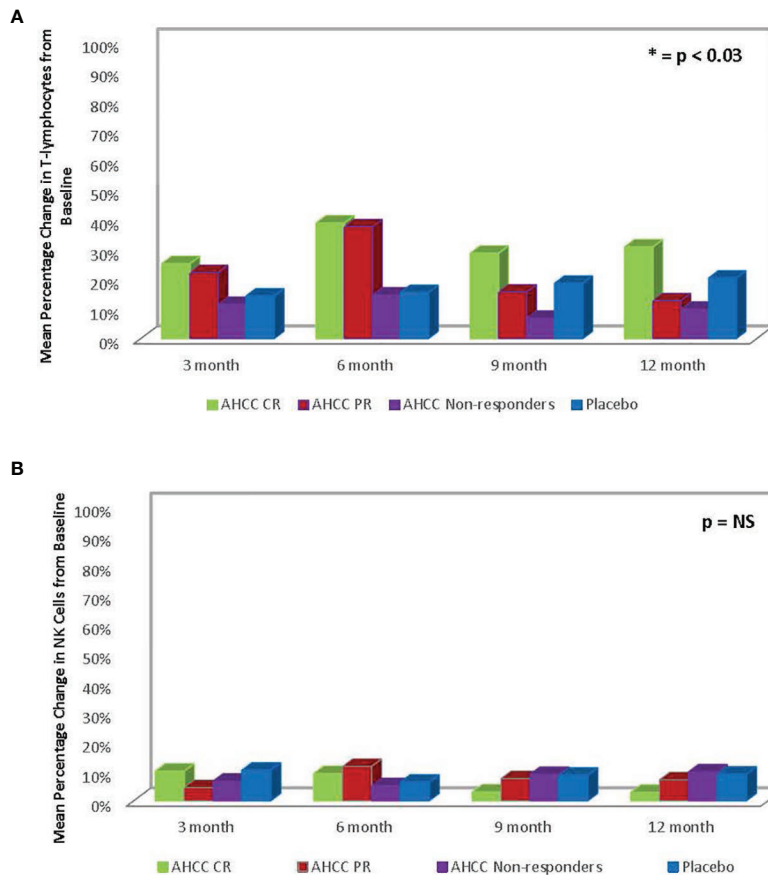 A
Mean Percentage Change in T-lymphocytes from
Baseline
100%
90%
80%
70%
60%
50%
40%
30%
20%
10%
0%
* = p < 0.03
3 month 6 month 9 month 12 month
AHCC CR AHCC PR AHCC Non-responders Placebo
B
Mean Percentage Change in NK Cells from Baseline
100%
90%
80%
70%
60%
50%
40%
30%
20%
10%
0%
p = NS
3 month 6 month 9 month 12 month
AHCC CR AHCC PR AHCC Non-responders Placebo